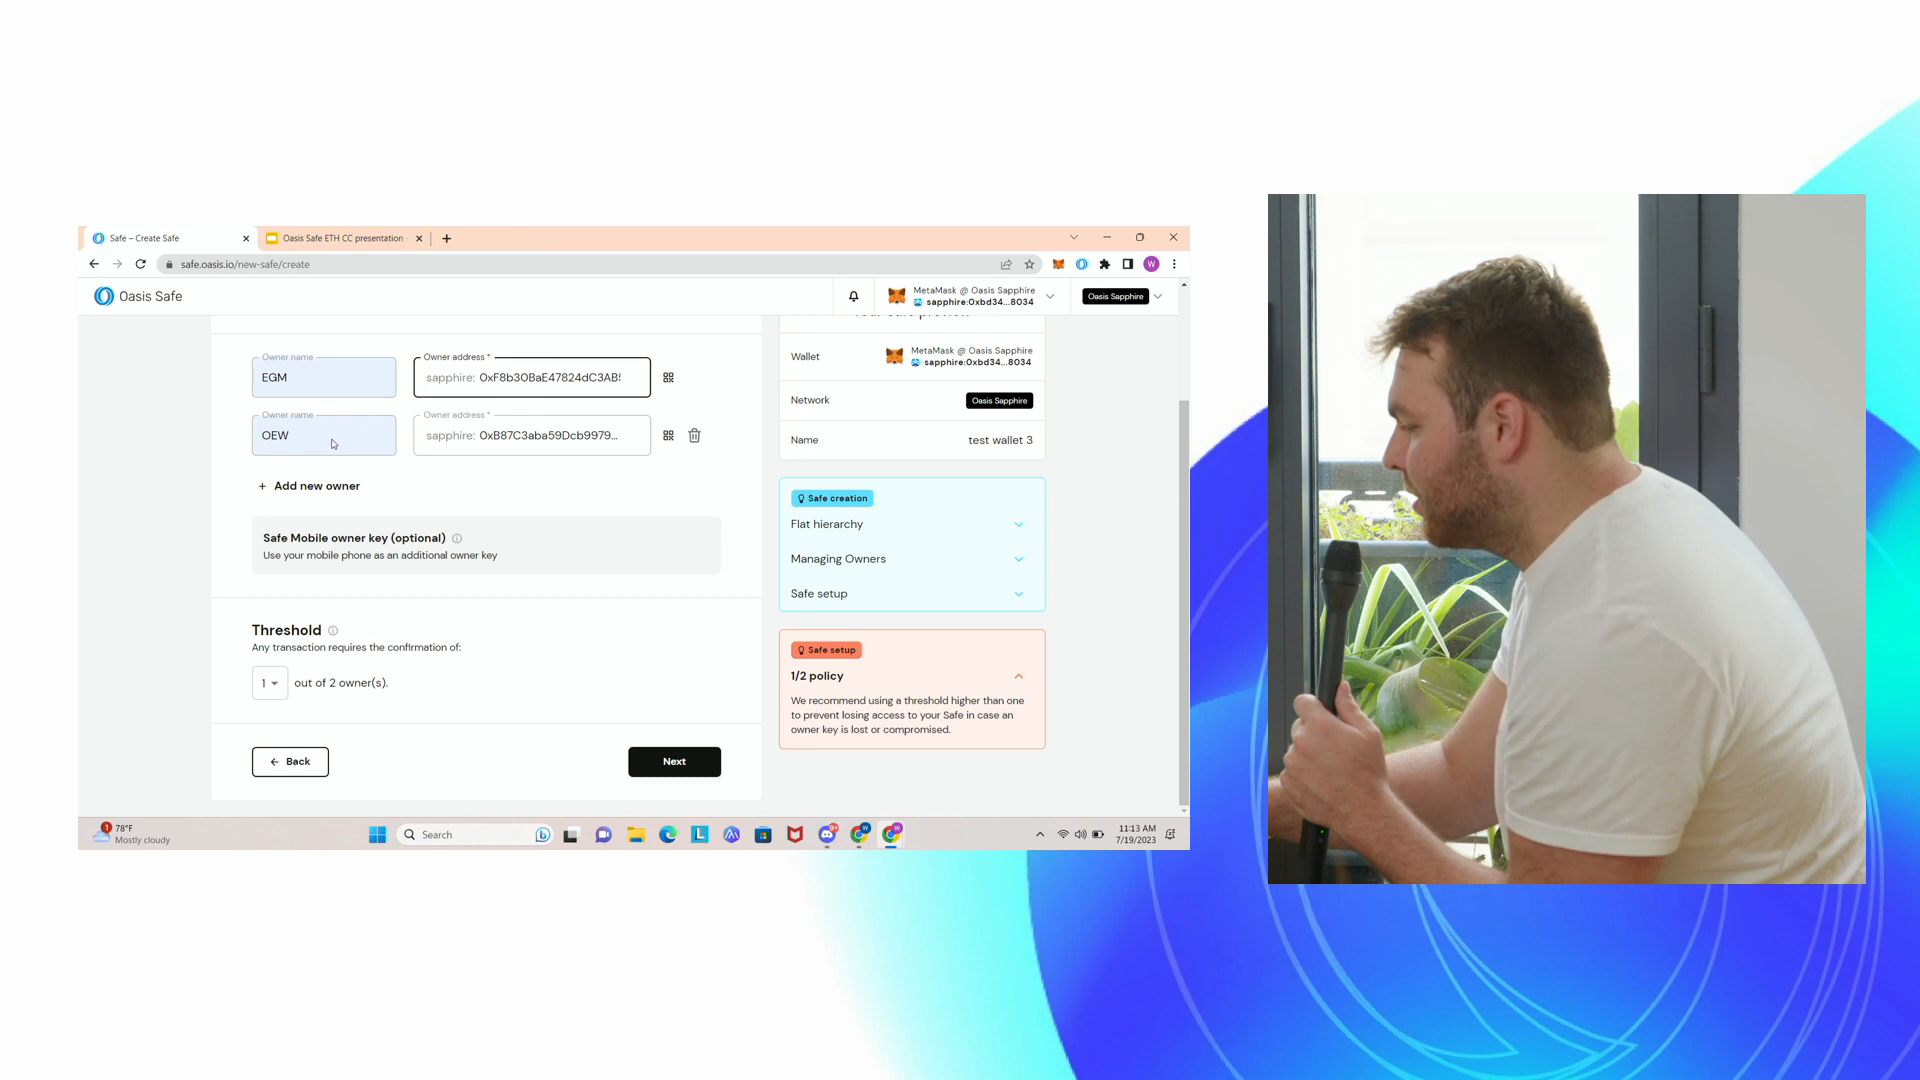 Safe – Create Safe
Oasis Safe ETH CC presentation
safe.oasis.io/new-safe/create
W
Oasis Safe
MetaMask @ Oasis Sapphire
sapphire:0xbd34...8034
Oasis Sapphire
Owner name
EGM
Owner address *
sapphire: 0xF8b30BaE47824dC3AB
Owner name
OEW
Owner address *
sapphire: 0xB87C3aba59Dcb9979...
+ Add new owner
Safe Mobile owner key (optional)
Use your mobile phone as an additional owner key
Threshold
Any transaction requires the confirmation of:
1 out of 2 owner(s).
← Back
Next
Your Safe preview
Wallet
MetaMask @ Oasis Sapphire
sapphire:0xbd34...8034
Network
Oasis Sapphire
Name
test wallet 3
Safe creation
Flat hierarchy
Managing Owners
Safe setup
Safe setup
1/2 policy
We recommend using a threshold higher than one
to prevent losing access to your Safe in case an
owner key is lost or compromised.
1
78°F
Mostly cloudy
Search
11:13 AM
7/19/2023